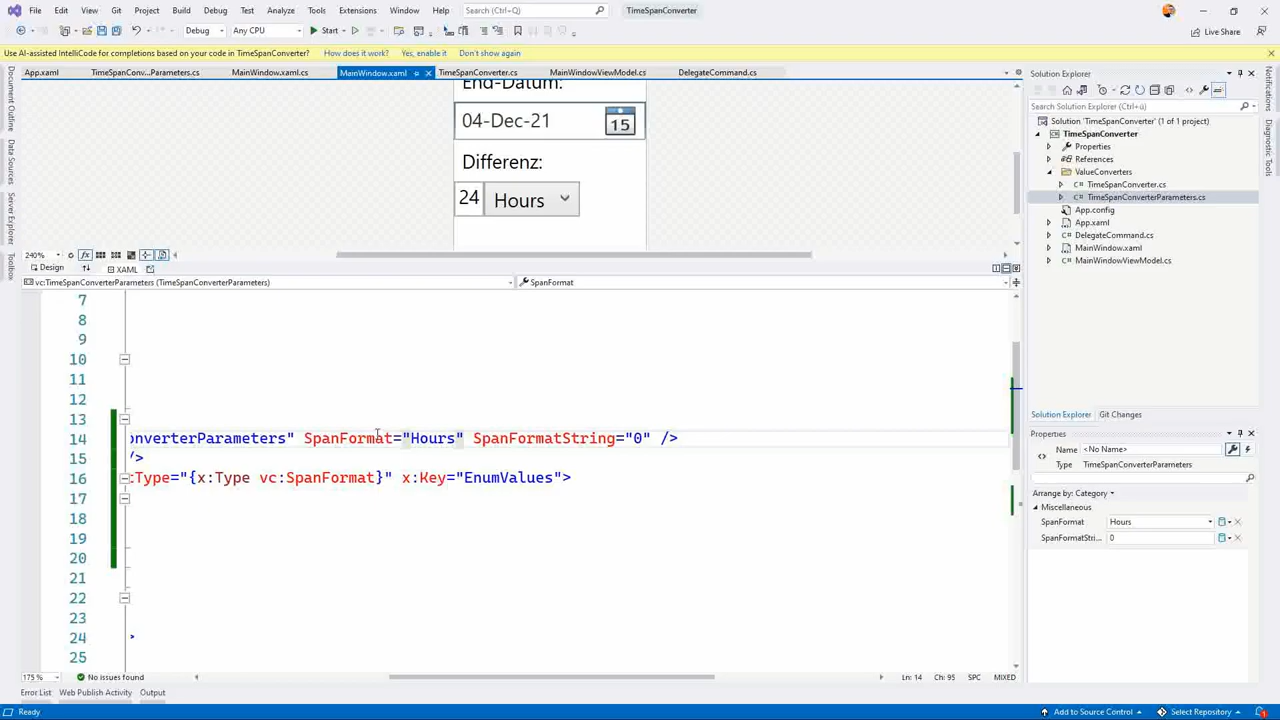 File Edit View Git Project Build Debug Test Analyze Tools Extensions Window Help Search (Ctrl+Q) TimeSpanConverter
Debug Any CPU Start Live Share
Use AI-assisted IntelliCode for completions based on your code in TimeSpanConverter? How does it work? Yes, enable it Don't show again
App.xaml TimeSpanConv...Parameters.cs MainWindow.xaml.cs MainWindow.xaml TimeSpanConverter.cs MainWindowViewModel.cs DelegateCommand.cs
Document Outline
Data Sources
Server Explorer
Toolbox
End-Datum:
04-Dec-21 15
Differenz:
24 Hours
240%
Design XAML
vc:TimeSpanConverterParameters (TimeSpanConverterParameters) SpanFormat
7
8
9
10
11
12
13
14 onverterParameters" SpanFormat="Hours" SpanFormatString="0" />
15 />
16 :Type="{x:Type vc:SpanFormat}" x:Key="EnumValues">
17
18
19
20
21
22
23
24 >
25
175 % No issues found Ln: 14 Ch: 95 SPC MIXED
Error List Web Publish Activity Output
Ready Add to Source Control Select Repository
Solution Explorer
Solution 'TimeSpanConverter' (1 of 1 project)
TimeSpanConverter
Properties
References
ValueConverters
TimeSpanConverter.cs
TimeSpanConverterParameters.cs
App.config
App.xaml
DelegateCommand.cs
MainWindow.xaml
MainWindowViewModel.cs
Solution Explorer Git Changes
Properties
Name <No Name>
Type TimeSpanConverterParameters
Arrange by: Category
Miscellaneous
SpanFormat Hours
SpanFormatStri... 0
Notifications
Diagnostic Tools